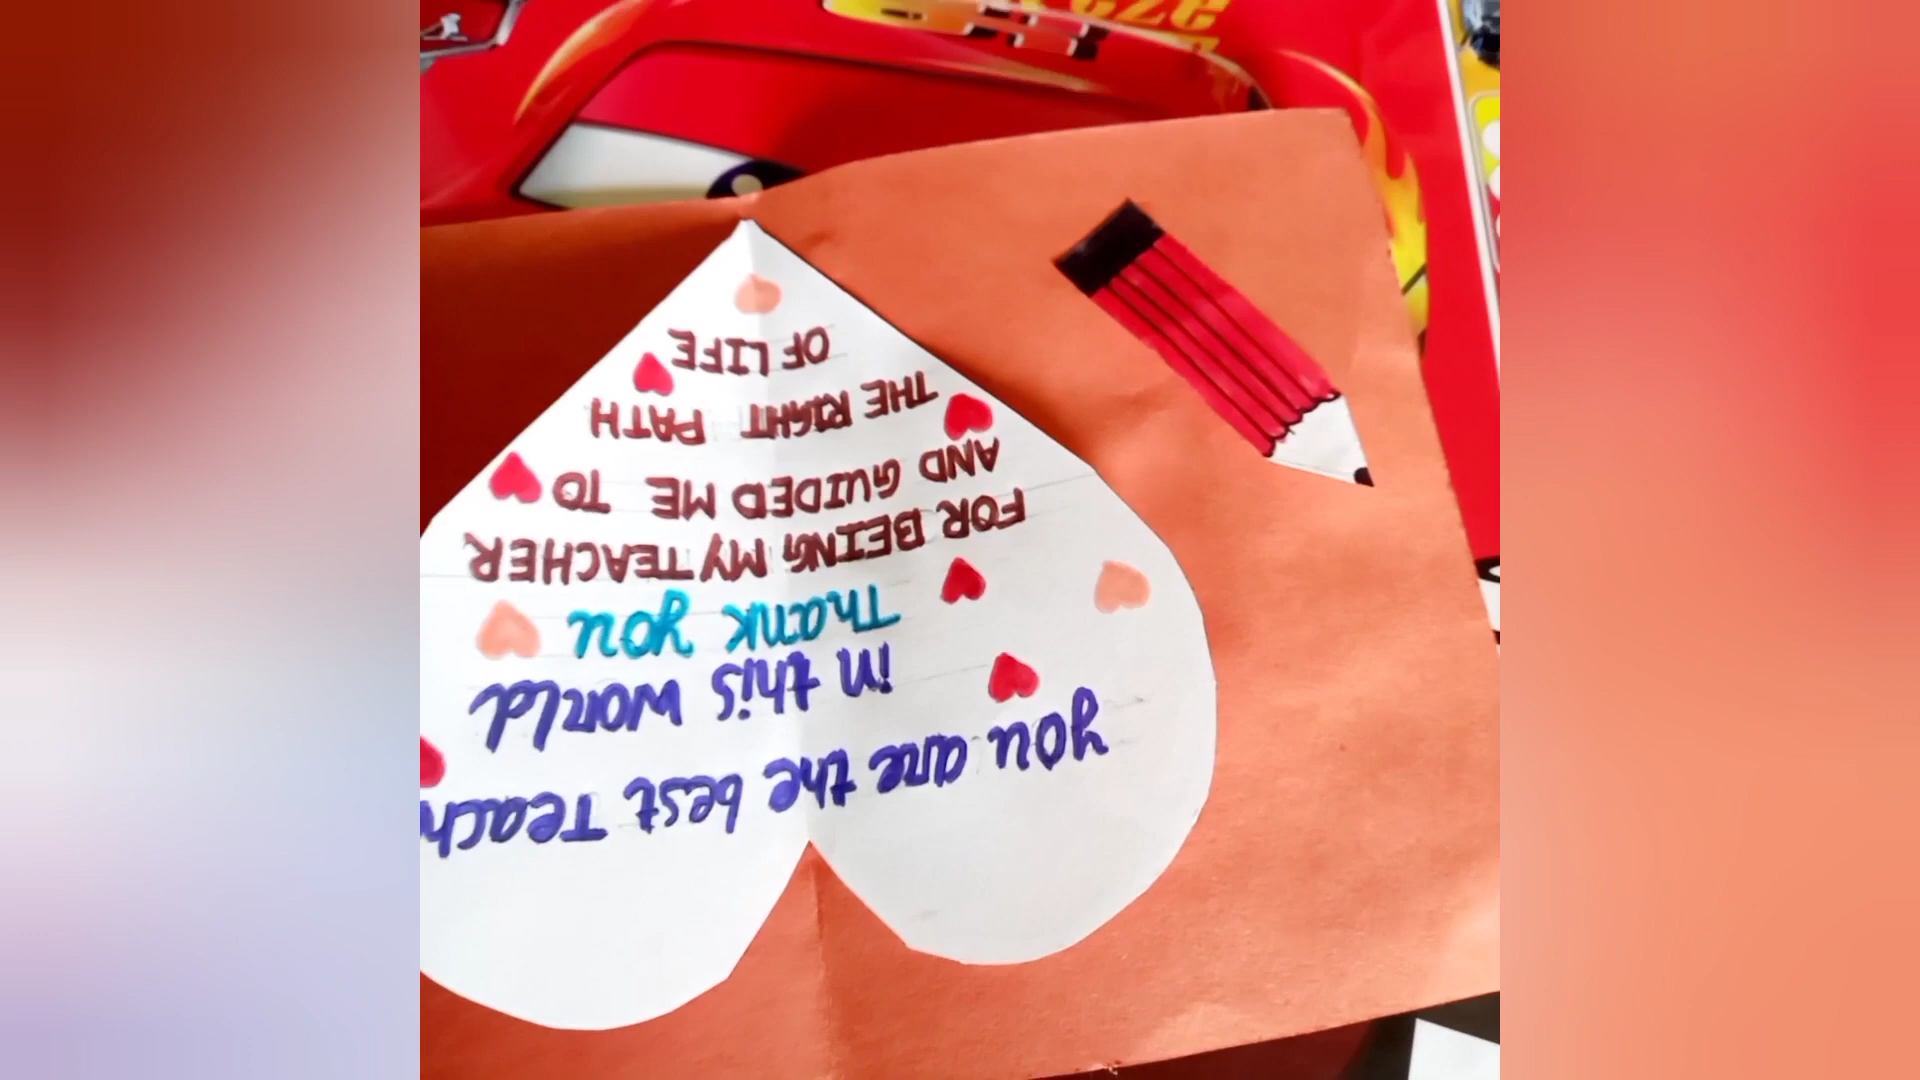 you are the best Teach
in this world
Thank you
FOR BEING MY TEACHER
AND GUIDED ME TO
THE RIGHT PATH
OF LIFE